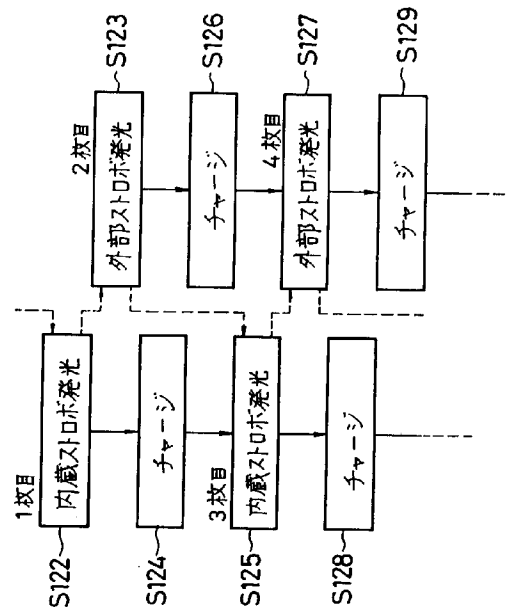 1枚目
内蔵ストロボ発光
S122
2枚目
外部ストロボ発光
S123
チャージ
S124
チャージ
S126
3枚目
内蔵ストロボ発光
S125
4枚目
外部ストロボ発光
S127
チャージ
S128
チャージ
S129